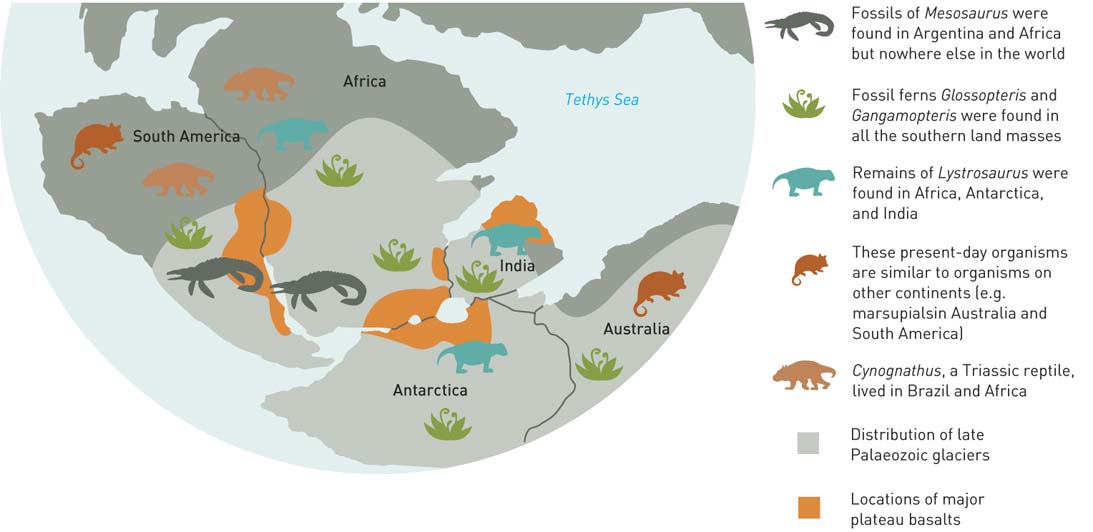 Africa
Tethys Sea
South America
India
Australia
Antarctica
Fossils of Mesosaurus were
found in Argentina and Africa
but nowhere else in the world
Fossil ferns Glossopteris and
Gangamopteris were found in
all the southern land masses
Remains of Lystrosaurus were
found in Africa, Antarctica,
and India
These present-day organisms
are similar to organisms on
other continents (e.g.
marsupialsin Australia and
South America)
Cynognathus, a Triassic reptile,
lived in Brazil and Africa
Distribution of late
Palaeozoic glaciers
Locations of major
plateau basalts